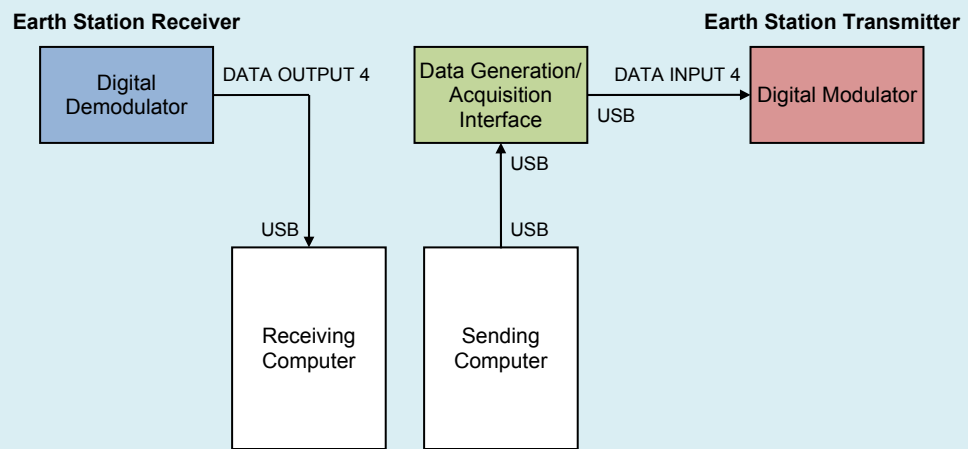 Earth Station Receiver
Earth Station Transmitter
Digital
Demodulator
DATA OUTPUT 4
Data Generation/
Acquisition
Interface
DATA INPUT 4
USB
Digital Modulator
USB
USB
USB
Receiving
Computer
Sending
Computer